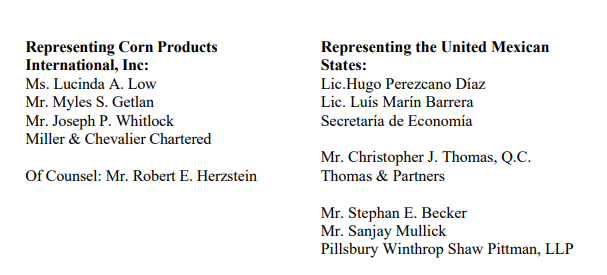 Representing Corn Products
International, Inc:
Ms. Lucinda A. Low
Mr. Myles S. Getlan
Mr. Joseph P. Whitlock
Miller & Chevalier Chartered
Of Counsel: Mr. Robert E. Herzstein
Representing the United Mexican
States:
Lic.Hugo Perezcano Díaz
Lic. Luís Marín Barrera
Secretaría de Economía
Mr. Christopher J. Thomas, Q.C.
Thomas & Partners
Mr. Stephan E. Becker
Mr. Sanjay Mullick
Pillsbury Winthrop Shaw Pittman, LLP